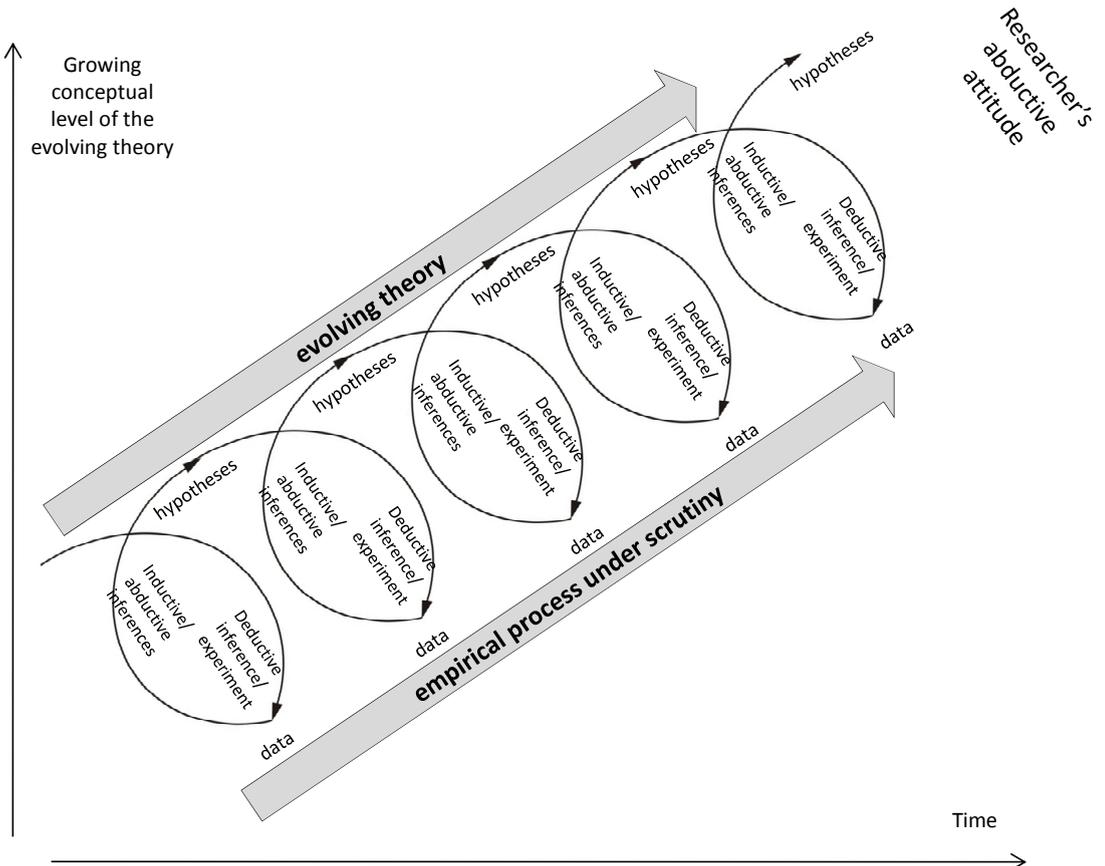 Growing
conceptual
level of the
evolving theory
Researcher's
abductive
attitude
hypotheses
hypotheses
Inductive/
abductive
inferences
Deductive
inference/
experiment
data
hypotheses
Inductive/
abductive
inferences
Deductive
inference/
experiment
data
evolving theory
hypotheses
Inductive/
abductive
inferences
Deductive
inference/
experiment
data
hypotheses
Inductive/
abductive
inferences
Deductive
inference/
experiment
data
Inductive/
abductive
inferences
Deductive
inference/
experiment
data
empirical process under scrutiny
Time